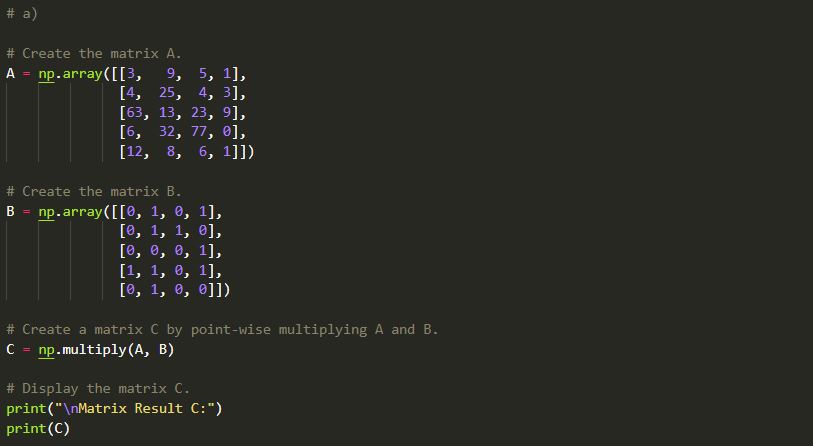 # a)
# Create the matrix A.
A = np.array([[3,   9,  5, 1],
              [4,  25,  4, 3],
              [63, 13, 23, 9],
              [6,  32, 77, 0],
              [12,  8,  6, 1]])
# Create the matrix B.
B = np.array([[0, 1, 0, 1],
              [0, 1, 1, 0],
              [0, 0, 0, 1],
              [1, 1, 0, 1],
              [0, 1, 0, 0]])
# Create a matrix C by point-wise multiplying A and B.
C = np.multiply(A, B)
# Display the matrix C.
print("\nMatrix Result C:")
print(C)